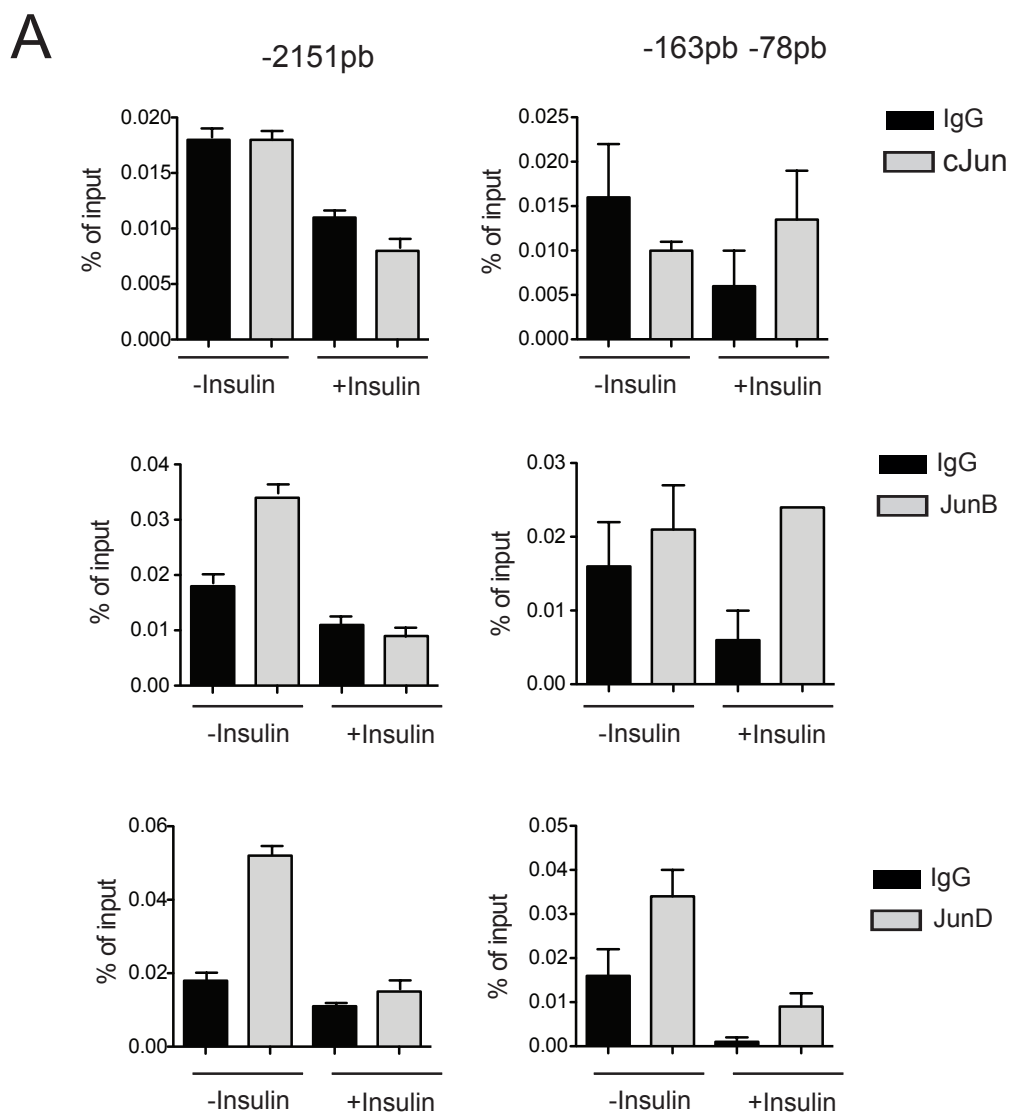 A
-2151pb
-163pb -78pb
% of input
0.020
0.015
0.010
0.005
0.000
-Insulin
+Insulin
% of input
0.025
0.020
0.015
0.010
0.005
0.000
-Insulin
+Insulin
IgG
cJun
% of input
0.04
0.03
0.02
0.01
0.00
-Insulin
+Insulin
% of input
0.03
0.02
0.01
0.00
-Insulin
+Insulin
IgG
JunB
% of input
0.06
0.04
0.02
0.00
-Insulin
+Insulin
% of input
0.05
0.04
0.03
0.02
0.01
0.00
-Insulin
+Insulin
IgG
JunD